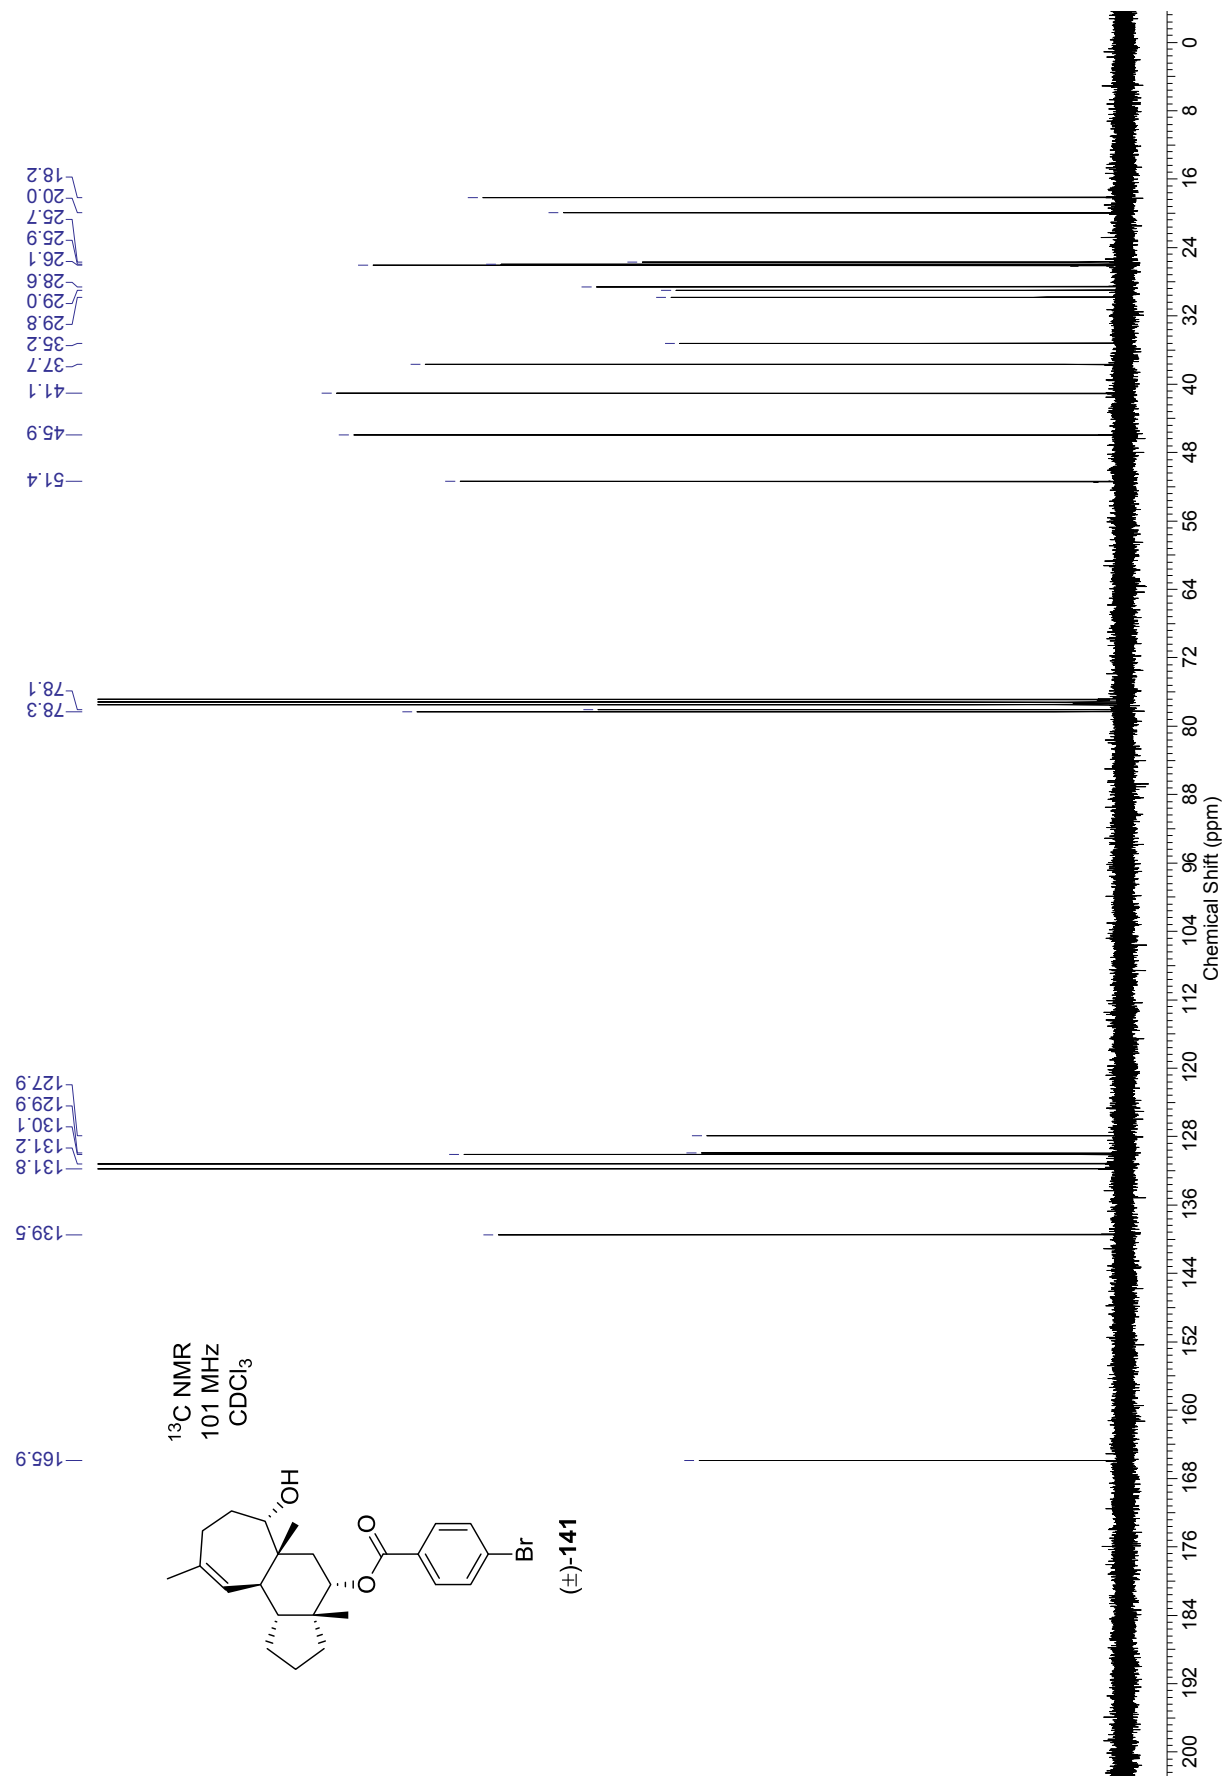 165.9
139.5
131.8
131.2
130.1
129.9
127.9
78.3
78.1
51.4
45.9
41.1
37.7
35.2
29.8
29.0
28.6
26.1
25.9
25.7
20.0
18.2
¹³C NMR
101 MHz
CDCl₃
OH
O
O
Br
(±)-141
200 192 184 176 168 160 152 144 136 128 120 112 104 96 88 80 72 64 56 48 40 32 24 16 8 0
Chemical Shift (ppm)